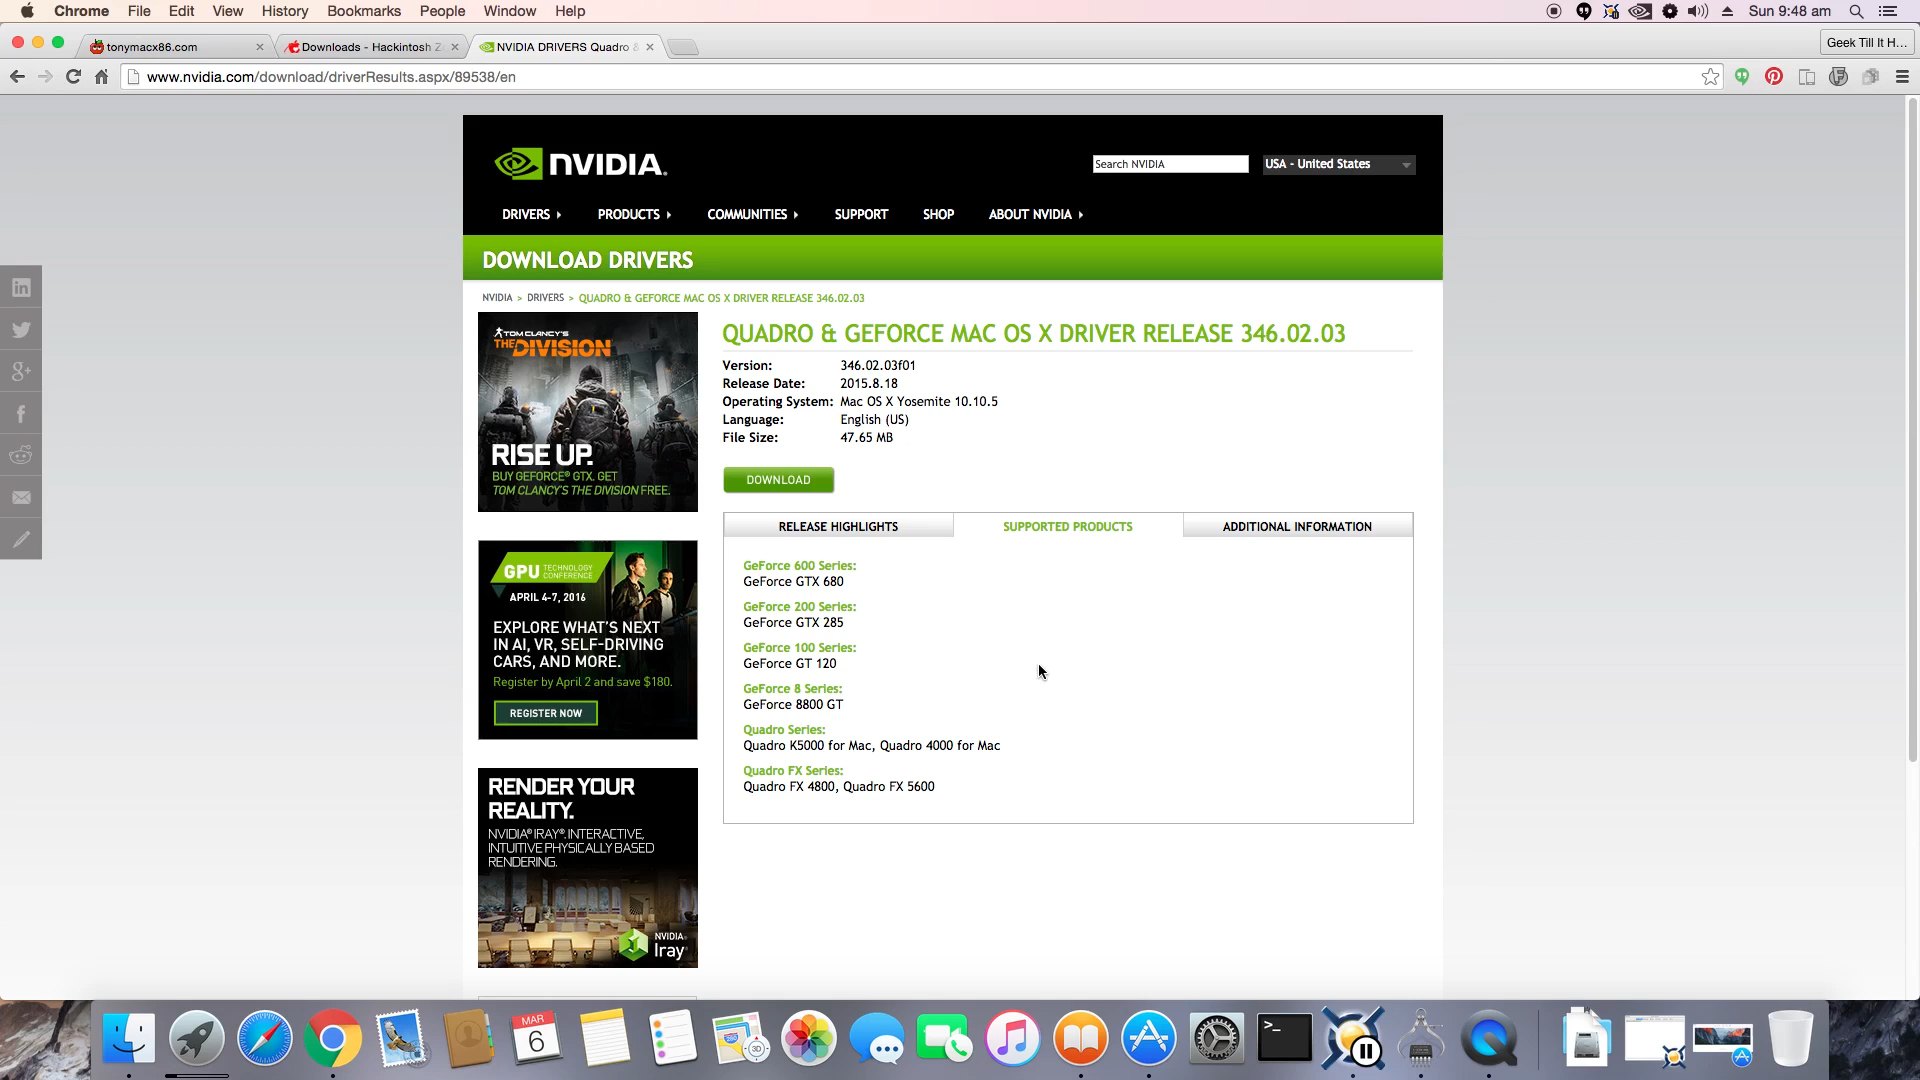 Chrome File Edit View History Bookmarks People Window Help
Sun 9:48 am
tonymacx86.com
Downloads - Hackintosh Z
NVIDIA DRIVERS Quadro &
Geek Till It H...
www.nvidia.com/download/driverResults.aspx/89538/en
NVIDIA.
Search NVIDIA
USA - United States
DRIVERS PRODUCTS COMMUNITIES SUPPORT SHOP ABOUT NVIDIA
DOWNLOAD DRIVERS
NVIDIA > DRIVERS > QUADRO & GEFORCE MAC OS X DRIVER RELEASE 346.02.03
TOM CLANCY'S
THE DIVISION
RISE UP.
BUY GEFORCE® GTX. GET
TOM CLANCY'S THE DIVISION FREE.
QUADRO & GEFORCE MAC OS X DRIVER RELEASE 346.02.03
Version: 346.02.03f01
Release Date: 2015.8.18
Operating System: Mac OS X Yosemite 10.10.5
Language: English (US)
File Size: 47.65 MB
DOWNLOAD
RELEASE HIGHLIGHTS
SUPPORTED PRODUCTS
ADDITIONAL INFORMATION
GeForce 600 Series:
GeForce GTX 680
GeForce 200 Series:
GeForce GTX 285
GeForce 100 Series:
GeForce GT 120
GeForce 8 Series:
GeForce 8800 GT
Quadro Series:
Quadro K5000 for Mac, Quadro 4000 for Mac
Quadro FX Series:
Quadro FX 4800, Quadro FX 5600
GPU TECHNOLOGY
CONFERENCE
APRIL 4-7, 2016
EXPLORE WHAT'S NEXT
IN AI, VR, SELF-DRIVING
CARS, AND MORE.
Register by April 2 and save $180.
REGISTER NOW
RENDER YOUR
REALITY.
NVIDIA® IRAY®. INTERACTIVE,
INTUITIVE PHYSICALLY BASED
RENDERING.
NVIDIA.
Iray
MAR
6
3D